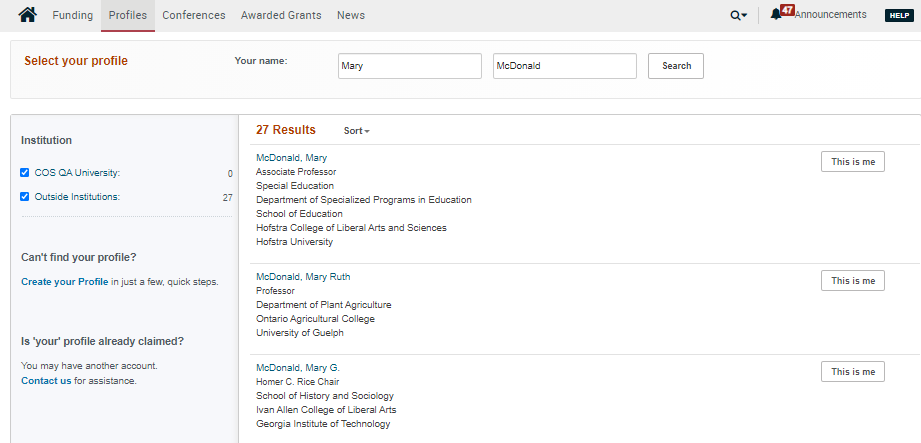 Funding Profiles Conferences Awarded Grants News 47 Announcements HELP
Select your profile Your name: Mary McDonald Search
Institution
COS QA University: 0
Outside Institutions: 27
Can't find your profile?
Create your Profile in just a few, quick steps.
Is 'your' profile already claimed?
You may have another account.
Contact us for assistance.
27 Results Sort
McDonald, Mary This is me
Associate Professor
Special Education
Department of Specialized Programs in Education
School of Education
Hofstra College of Liberal Arts and Sciences
Hofstra University
McDonald, Mary Ruth This is me
Professor
Department of Plant Agriculture
Ontario Agricultural College
University of Guelph
McDonald, Mary G. This is me
Homer C. Rice Chair
School of History and Sociology
Ivan Allen College of Liberal Arts
Georgia Institute of Technology